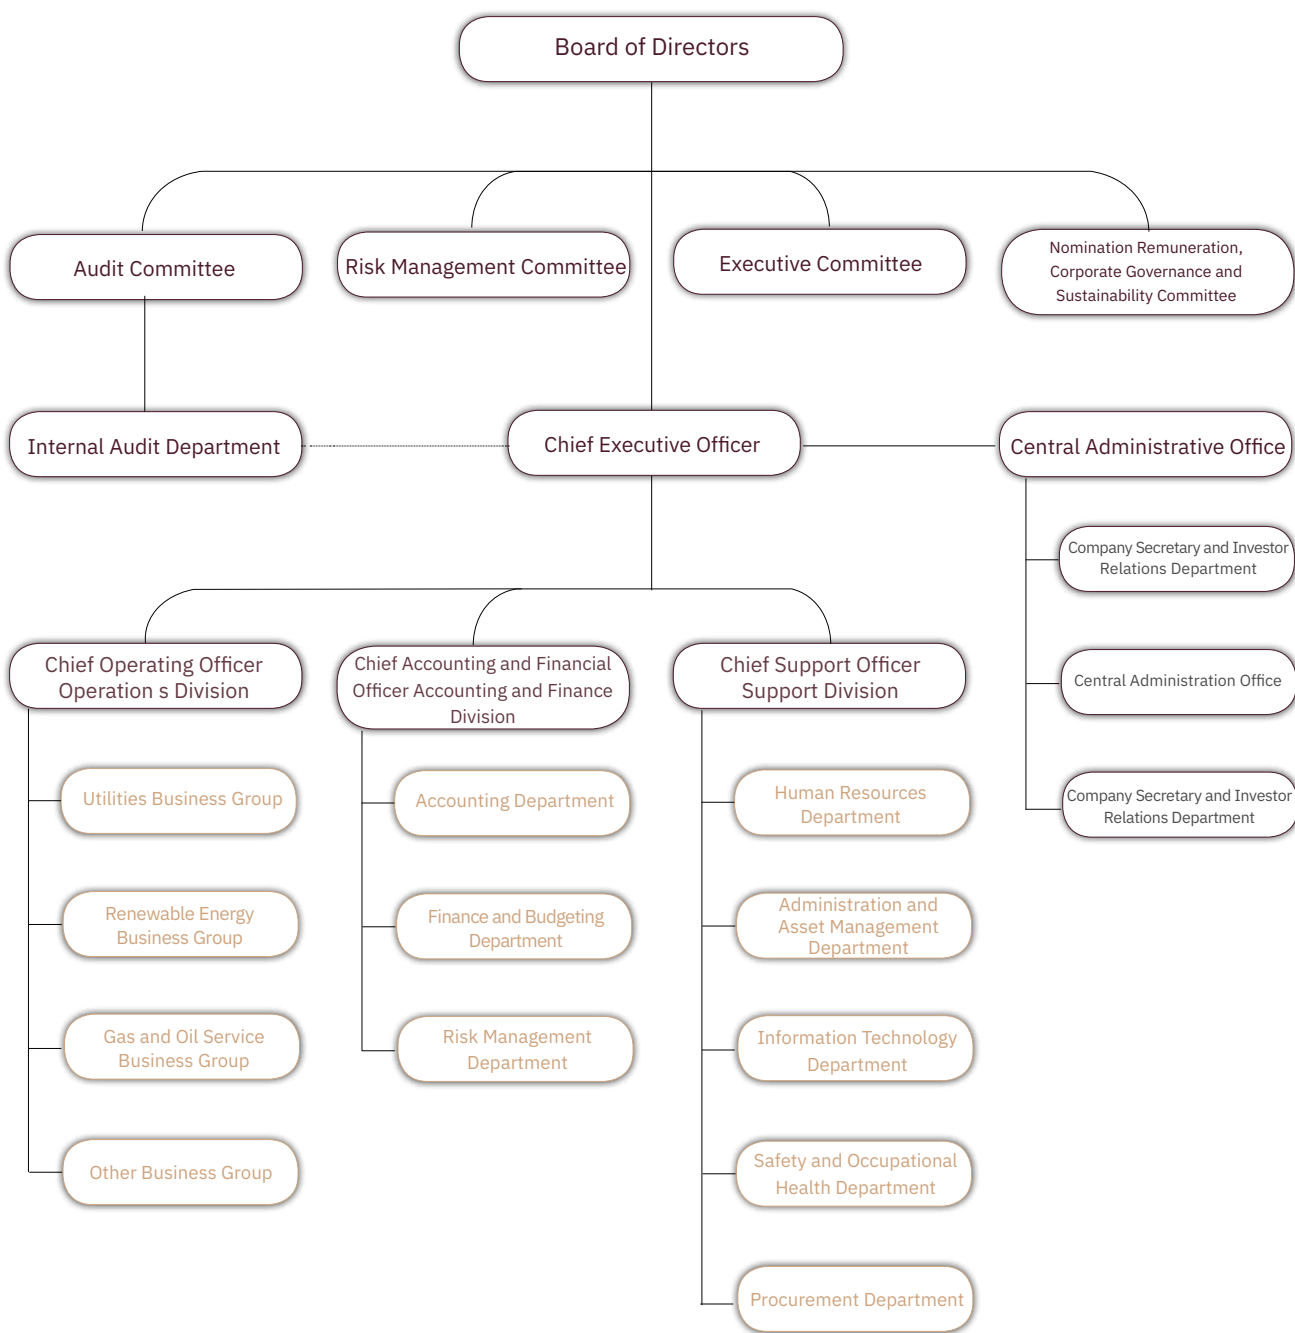 Board of Directors
Audit Committee
Risk Management Committee
Executive Committee
Nomination Remuneration,
Corporate Governance and
Sustainability Committee
Internal Audit Department
Chief Executive Officer
Central Administrative Office
Company Secretary and Investor
Relations Department
Central Administration Office
Company Secretary and Investor
Relations Department
Chief Operating Officer
Operation s Division
Utilities Business Group
Renewable Energy
Business Group
Gas and Oil Service
Business Group
Other Business Group
Chief Accounting and Financial
Officer Accounting and Finance
Division
Accounting Department
Finance and Budgeting
Department
Risk Management
Department
Chief Support Officer
Support Division
Human Resources
Department
Administration and
Asset Management
Department
Information Technology
Department
Safety and Occupational
Health Department
Procurement Department